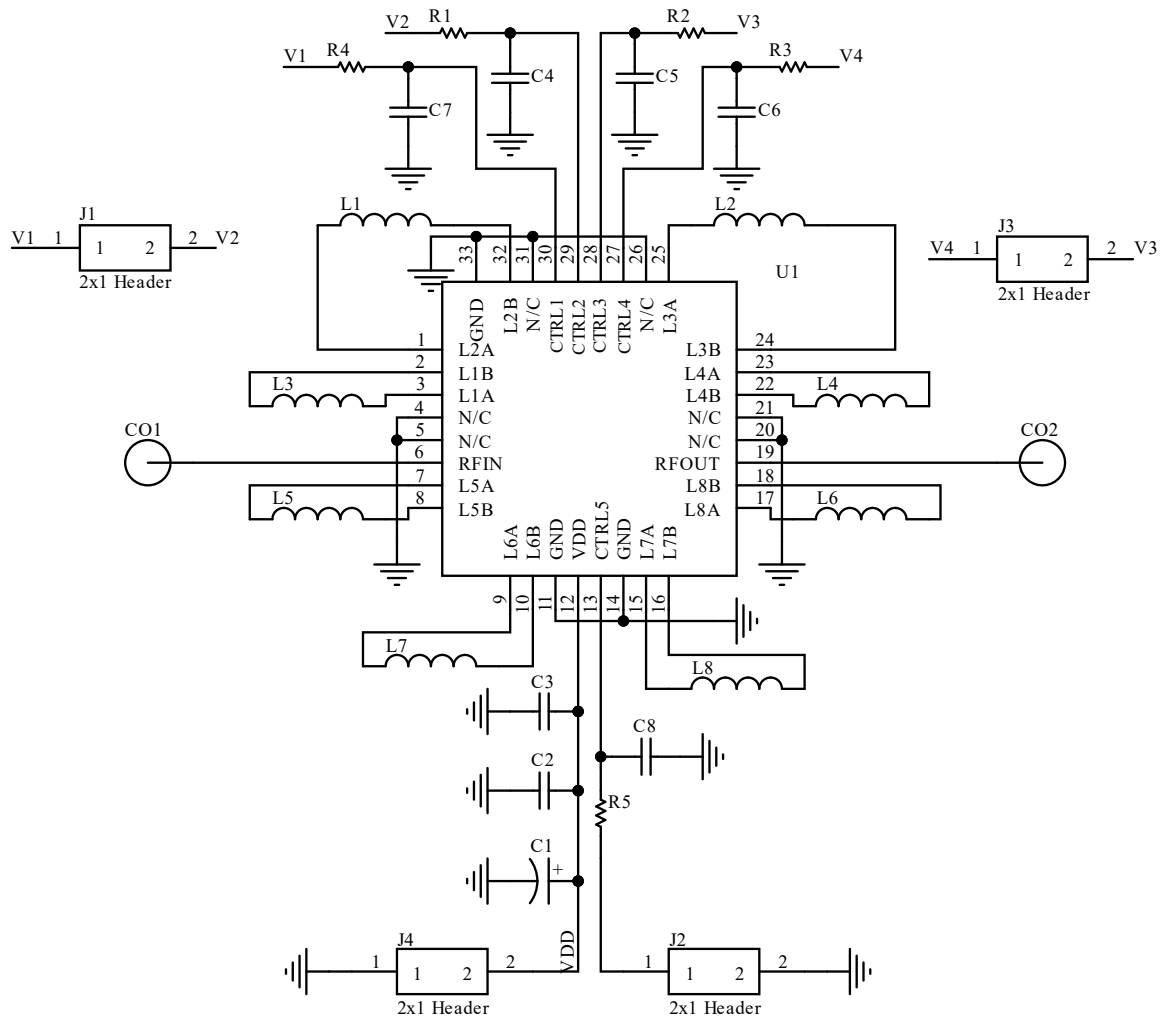 V2 R1 R2 V3
V1 R4 R3 V4
C4 C5
C7 C6
L1 L2
J1
V1 1 1 2 2 V2
2x1 Header
J3
V4 1 1 2 2 V3
2x1 Header
33 32 31 30 29 28 27 26 25
U1
GND L2B N/C CTRL1 CTRL2 CTRL3 CTRL4 N/C L3A
1 L2A L3B 24
2 L1B L4A 23
L3 3 L1A L4B 22 L4
4 N/C N/C 21
5 N/C N/C 20
CO1 6 RFIN RFOUT 19 CO2
7 L5A L8B 18
L5 8 L5B L8A 17 L6
L6A L6B GND VDD CTRL5 GND L7A L7B
9 10 11 12 13 14 15 16
L7 L8
C3
C8
C2
R5
C1
+
VDD
J4
1 1 2 2
2x1 Header
J2
1 1 2 2
2x1 Header